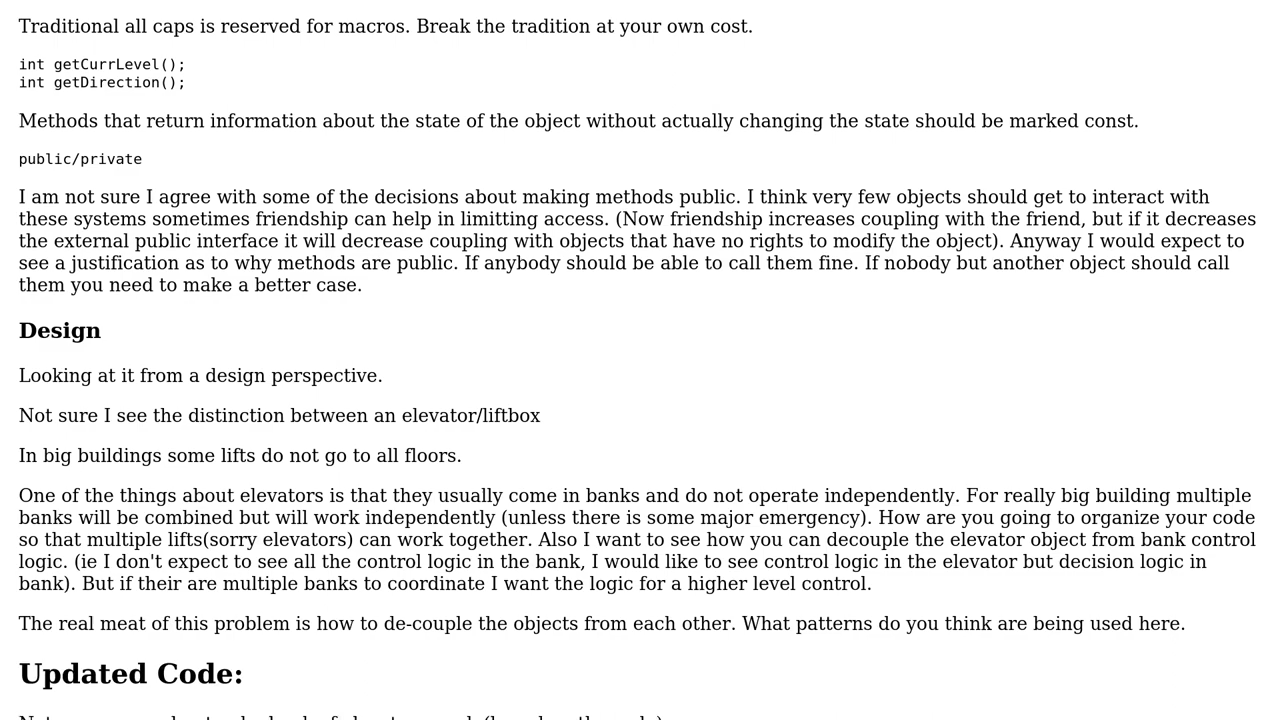 Traditional all caps is reserved for macros. Break the tradition at your own cost.
int getCurrLevel();
int getDirection();
Methods that return information about the state of the object without actually changing the state should be marked const.
public/private
I am not sure I agree with some of the decisions about making methods public. I think very few objects should get to interact with
these systems sometimes friendship can help in limitting access. (Now friendship increases coupling with the friend, but if it decreases
the external public interface it will decrease coupling with objects that have no rights to modify the object). Anyway I would expect to
see a justification as to why methods are public. If anybody should be able to call them fine. If nobody but another object should call
them you need to make a better case.
Design
Looking at it from a design perspective.
Not sure I see the distinction between an elevator/liftbox
In big buildings some lifts do not go to all floors.
One of the things about elevators is that they usually come in banks and do not operate independently. For really big building multiple
banks will be combined but will work independently (unless there is some major emergency). How are you going to organize your code
so that multiple lifts(sorry elevators) can work together. Also I want to see how you can decouple the elevator object from bank control
logic. (ie I don't expect to see all the control logic in the bank, I would like to see control logic in the elevator but decision logic in
bank). But if their are multiple banks to coordinate I want the logic for a higher level control.
The real meat of this problem is how to de-couple the objects from each other. What patterns do you think are being used here.
Updated Code: